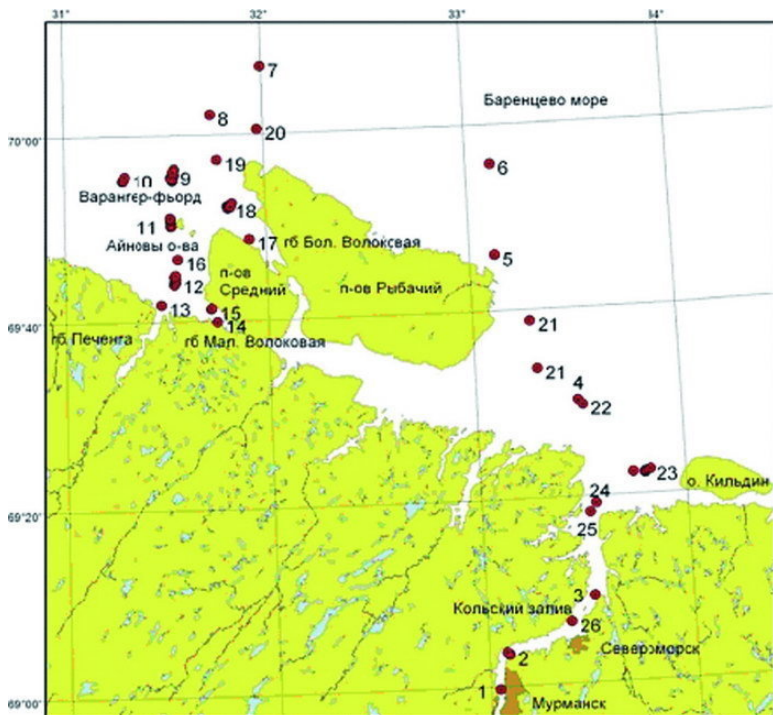 31° 32° 33° 34°
7
Баренцево море
8
20
70°00'
19
6
10 9
Варангер-фьорд
18
11
17 гб Бол. Волоковая
Айновы о-ва
5
16
п-ов
Средний
п-ов Рыбачий
12
13
15
21
69°40'
14
гб Печенга
гб Мал. Волоковая
21
4
22
23
о. Кильдин
24
69°20'
25
3
Кольский залив
26
Североморск
2
1
69°00'
Мурманск